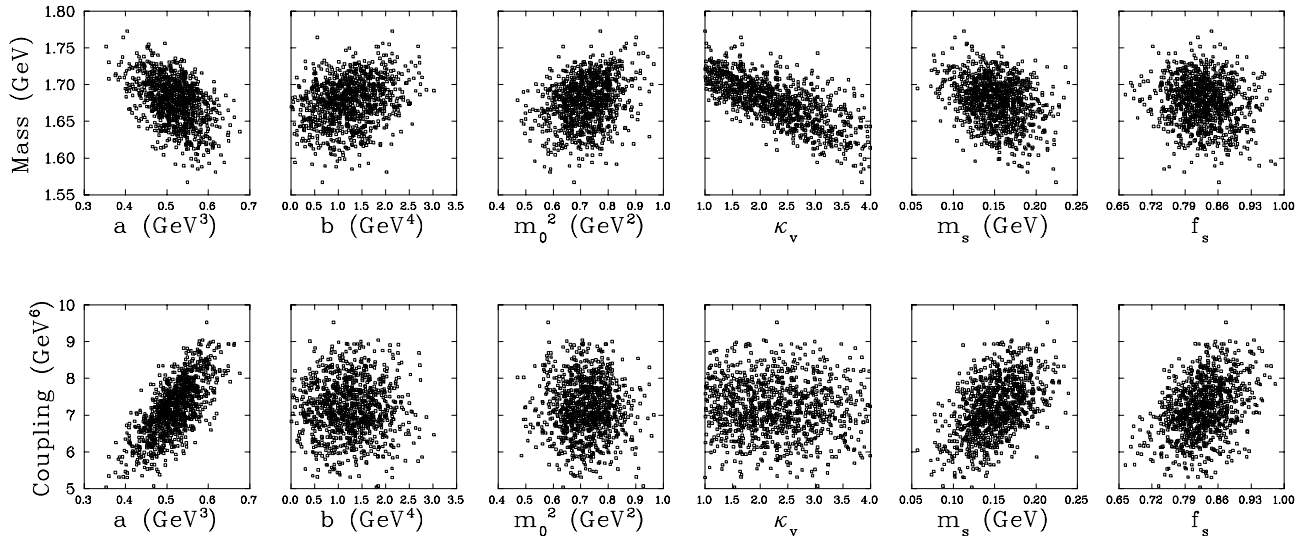 1.80
1.75
1.70
1.65
1.60
1.55
Mass (GeV)
0.3 0.4 0.5 0.6 0.7
a (GeV³)
0.0 0.5 1.0 1.5 2.0 2.5 3.0 3.5
b (GeV⁴)
0.4 0.5 0.6 0.7 0.8 0.9 1.0
m₀² (GeV²)
1.0 1.5 2.0 2.5 3.0 3.5 4.0
κᵥ
0.05 0.10 0.15 0.20 0.25
mₛ (GeV)
0.65 0.72 0.79 0.86 0.93 1.00
fₛ
10
9
8
7
6
5
Coupling (GeV⁶)
0.3 0.4 0.5 0.6 0.7
a (GeV³)
0.0 0.5 1.0 1.5 2.0 2.5 3.0 3.5
b (GeV⁴)
0.4 0.5 0.6 0.7 0.8 0.9 1.0
m₀² (GeV²)
1.0 1.5 2.0 2.5 3.0 3.5 4.0
κᵥ
0.05 0.10 0.15 0.20 0.25
mₛ (GeV)
0.65 0.72 0.79 0.86 0.93 1.00
fₛ